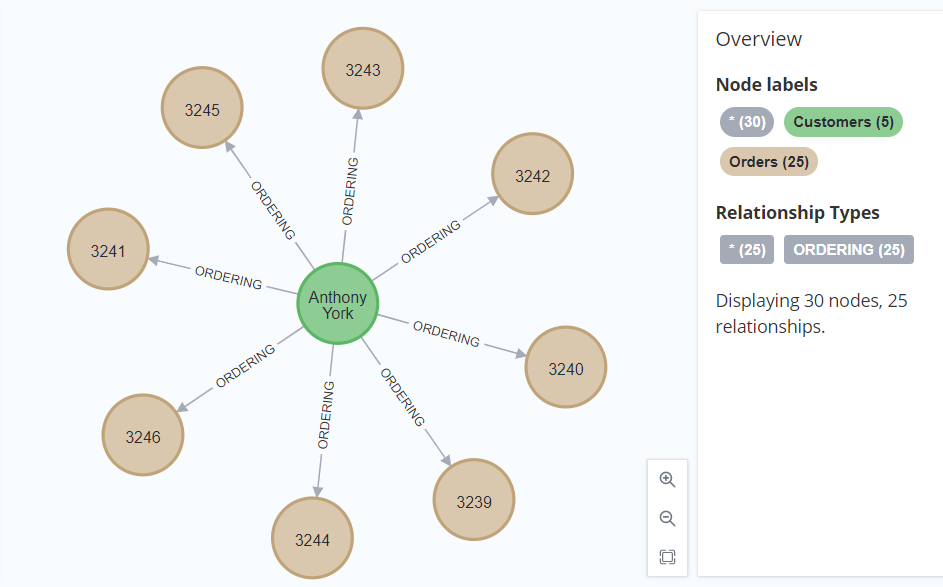 3243
3245
ORDERING
ORDERING
3242
ORDERING
3241
ORDERING
Anthony
York
ORDERING
3240
ORDERING
3246
ORDERING
ORDERING
3239
3244
Overview
Node labels
* (30) Customers (5)
Orders (25)
Relationship Types
* (25) ORDERING (25)
Displaying 30 nodes, 25
relationships.